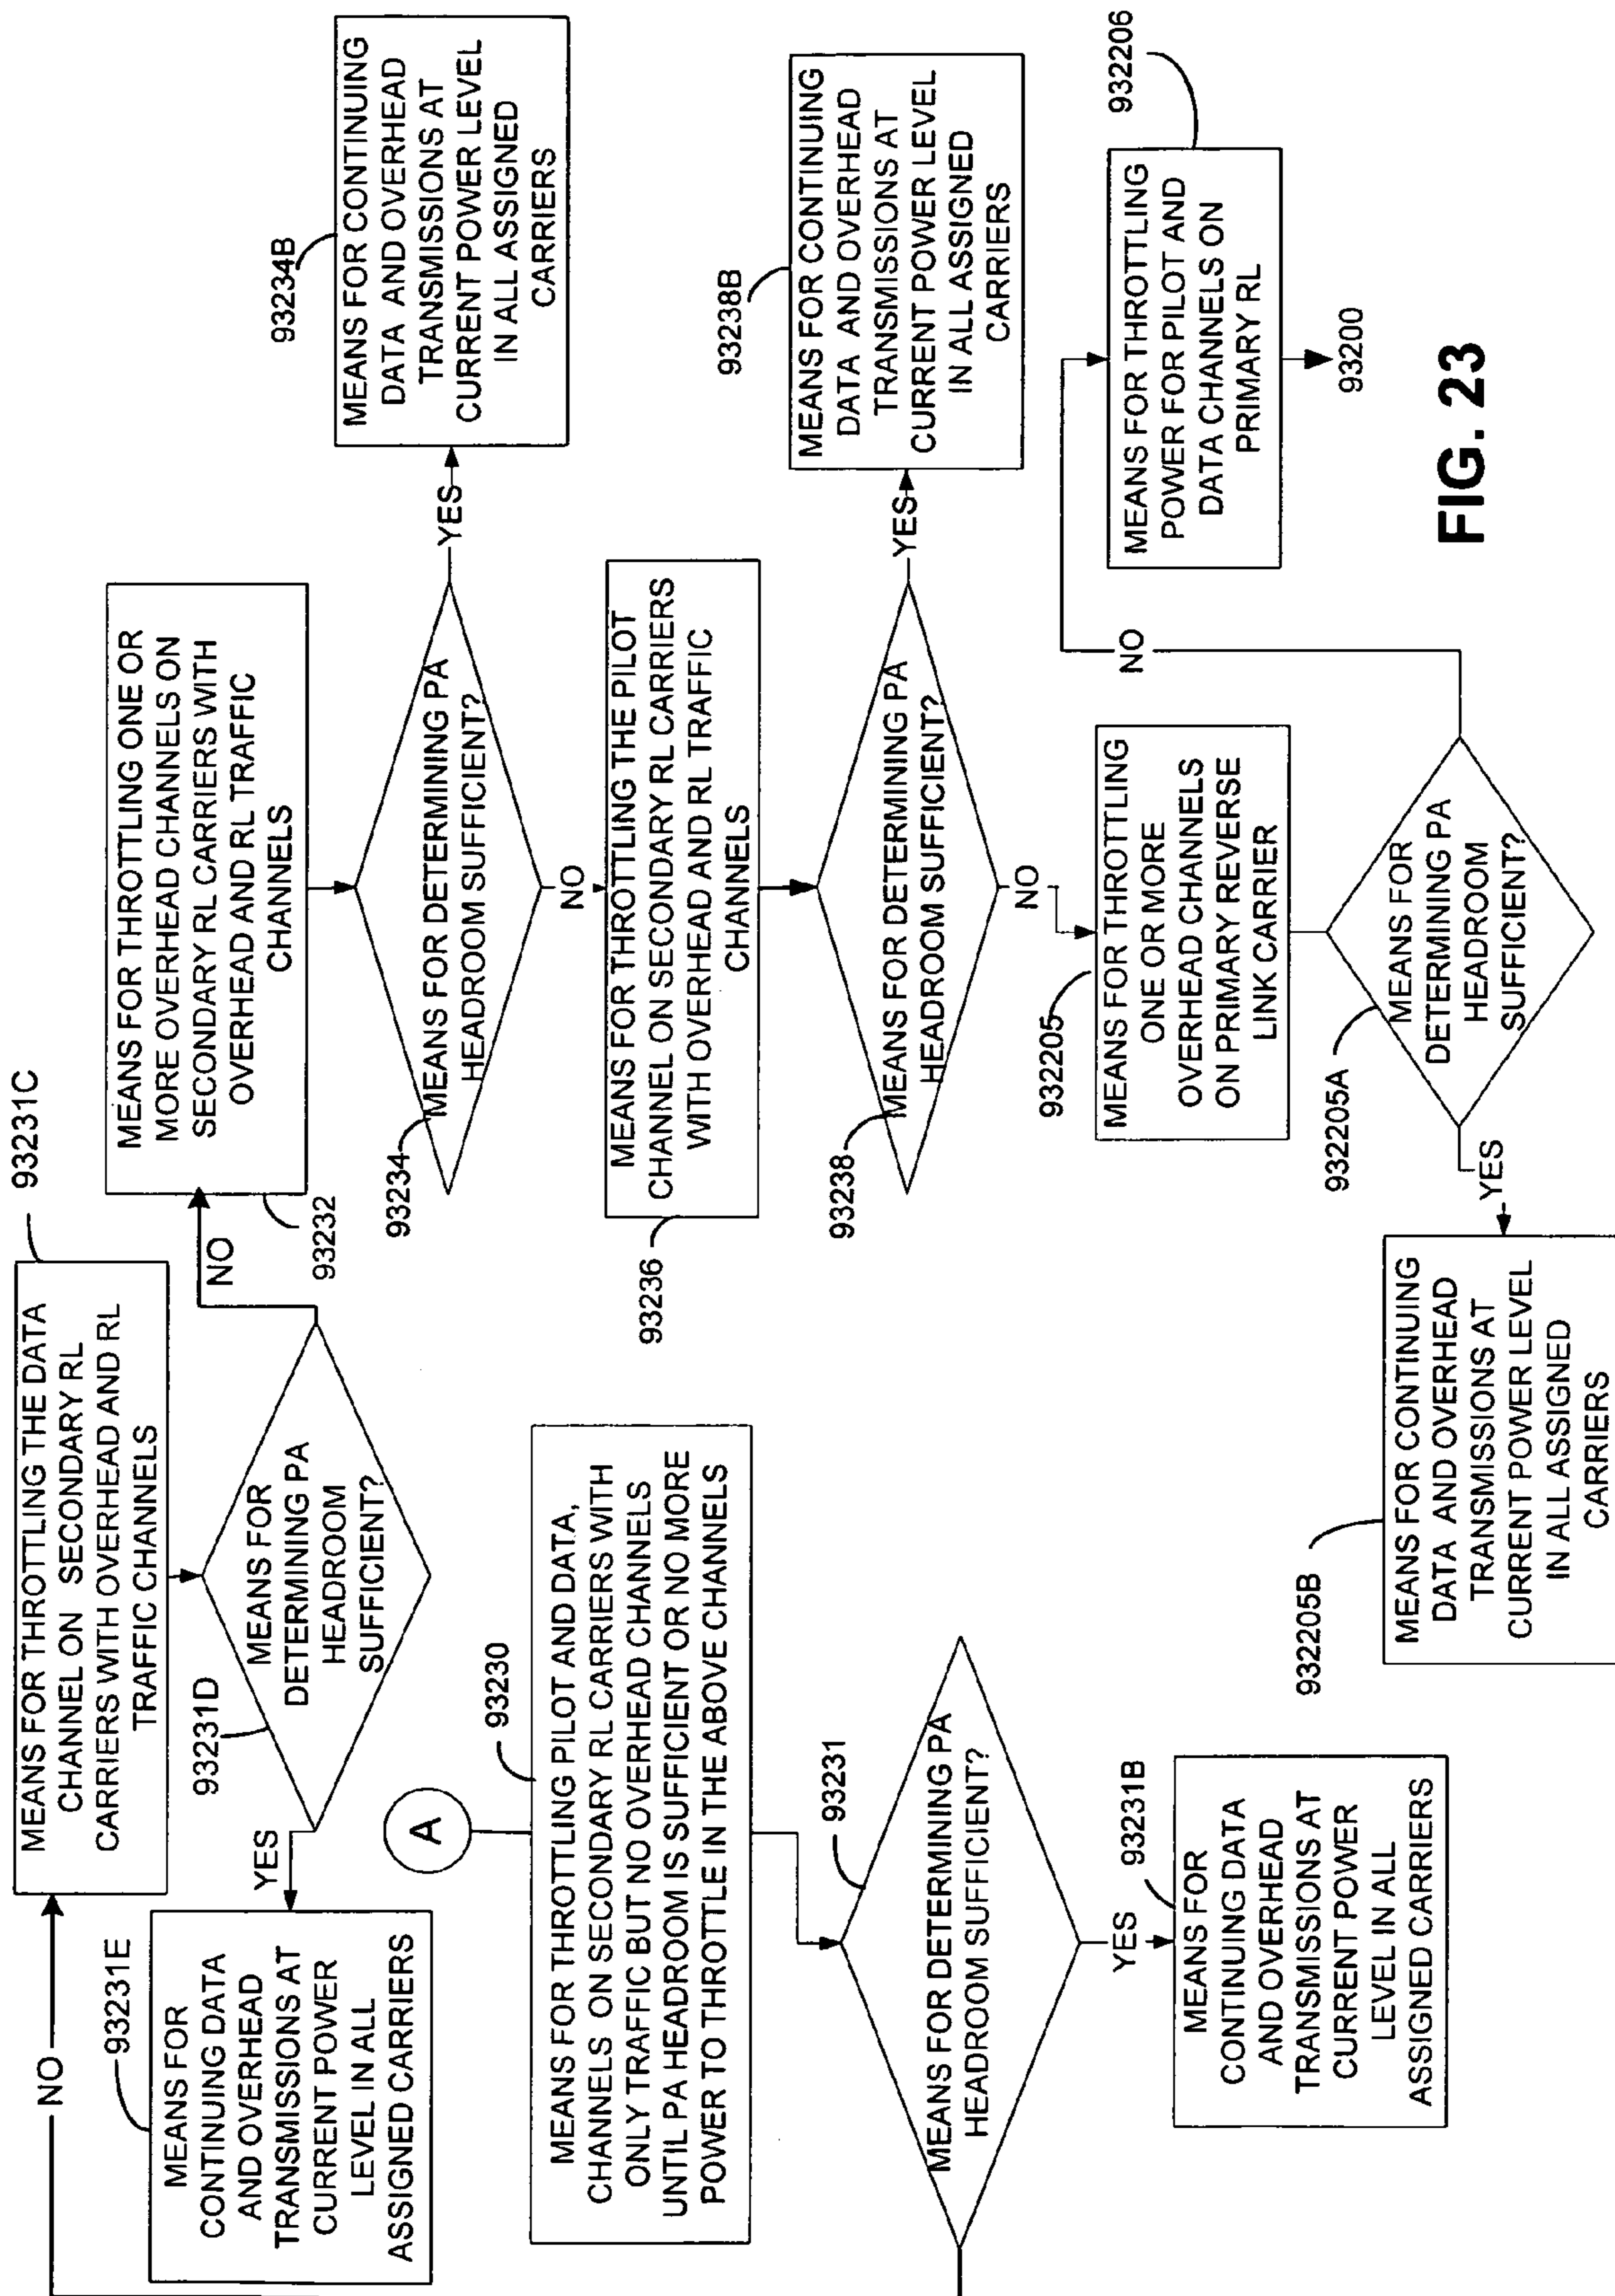 A
93230
MEANS FOR THROTTLING PILOT AND DATA,
CHANNELS ON SECONDARY RL CARRIERS WITH
ONLY TRAFFIC BUT NO OVERHEAD CHANNELS
UNTIL PA HEADROOM IS SUFFICIENT OR NO MORE
POWER TO THROTTLE IN THE ABOVE CHANNELS
93231
MEANS FOR DETERMINING PA
HEADROOM SUFFICIENT?
YES
93231B
MEANS FOR
CONTINUING DATA
AND OVERHEAD
TRANSMISSIONS AT
CURRENT POWER
LEVEL IN ALL
ASSIGNED CARRIERS
NO
93231C
MEANS FOR THROTTLING THE DATA
CHANNEL ON SECONDARY RL
CARRIERS WITH OVERHEAD AND RL
TRAFFIC CHANNELS
93231D
MEANS FOR
DETERMINING PA
HEADROOM
SUFFICIENT?
YES
93231E
MEANS FOR
CONTINUING DATA
AND OVERHEAD
TRANSMISSIONS AT
CURRENT POWER
LEVEL IN ALL
ASSIGNED CARRIERS
NO
93232
MEANS FOR THROTTLING ONE OR
MORE OVERHEAD CHANNELS ON
SECONDARY RL CARRIERS WITH
OVERHEAD AND RL TRAFFIC
CHANNELS
93234
MEANS FOR DETERMINING PA
HEADROOM SUFFICIENT?
YES
93234B
MEANS FOR CONTINUING
DATA AND OVERHEAD
TRANSMISSIONS AT
CURRENT POWER LEVEL
IN ALL ASSIGNED
CARRIERS
NO
93236
MEANS FOR THROTTLING THE PILOT
CHANNEL ON SECONDARY RL CARRIERS
WITH OVERHEAD AND RL TRAFFIC
CHANNELS
93238
MEANS FOR DETERMINING PA
HEADROOM SUFFICIENT?
YES
93238B
MEANS FOR CONTINUING
DATA AND OVERHEAD
TRANSMISSIONS AT
CURRENT POWER LEVEL
IN ALL ASSIGNED
CARRIERS
NO
932205
MEANS FOR THROTTLING
ONE OR MORE
OVERHEAD CHANNELS
ON PRIMARY REVERSE
LINK CARRIER
932205A
MEANS FOR
DETERMINING PA
HEADROOM
SUFFICIENT?
YES
932205B
MEANS FOR CONTINUING
DATA AND OVERHEAD
TRANSMISSIONS AT
CURRENT POWER LEVEL
IN ALL ASSIGNED
CARRIERS
NO
932206
MEANS FOR THROTTLING
POWER FOR PILOT AND
DATA CHANNELS ON
PRIMARY RL
93200
FIG. 23